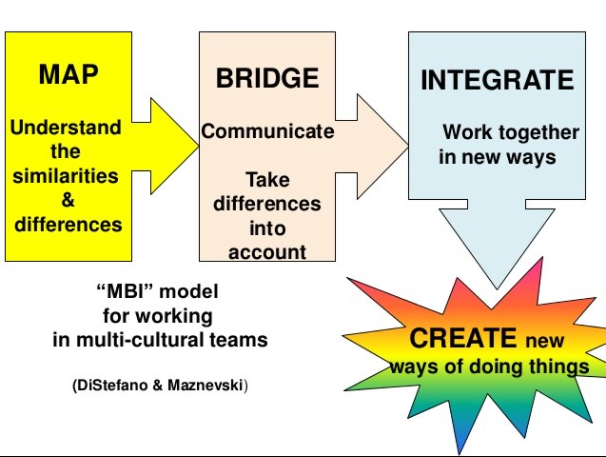 MAP
Understand
the
similarities
&
differences
BRIDGE
Communicate
Take
differences
into
account
INTEGRATE
Work together
in new ways
CREATE new
ways of doing things
“MBI” model
for working
in multi-cultural teams
(DiStefano & Maznevski)